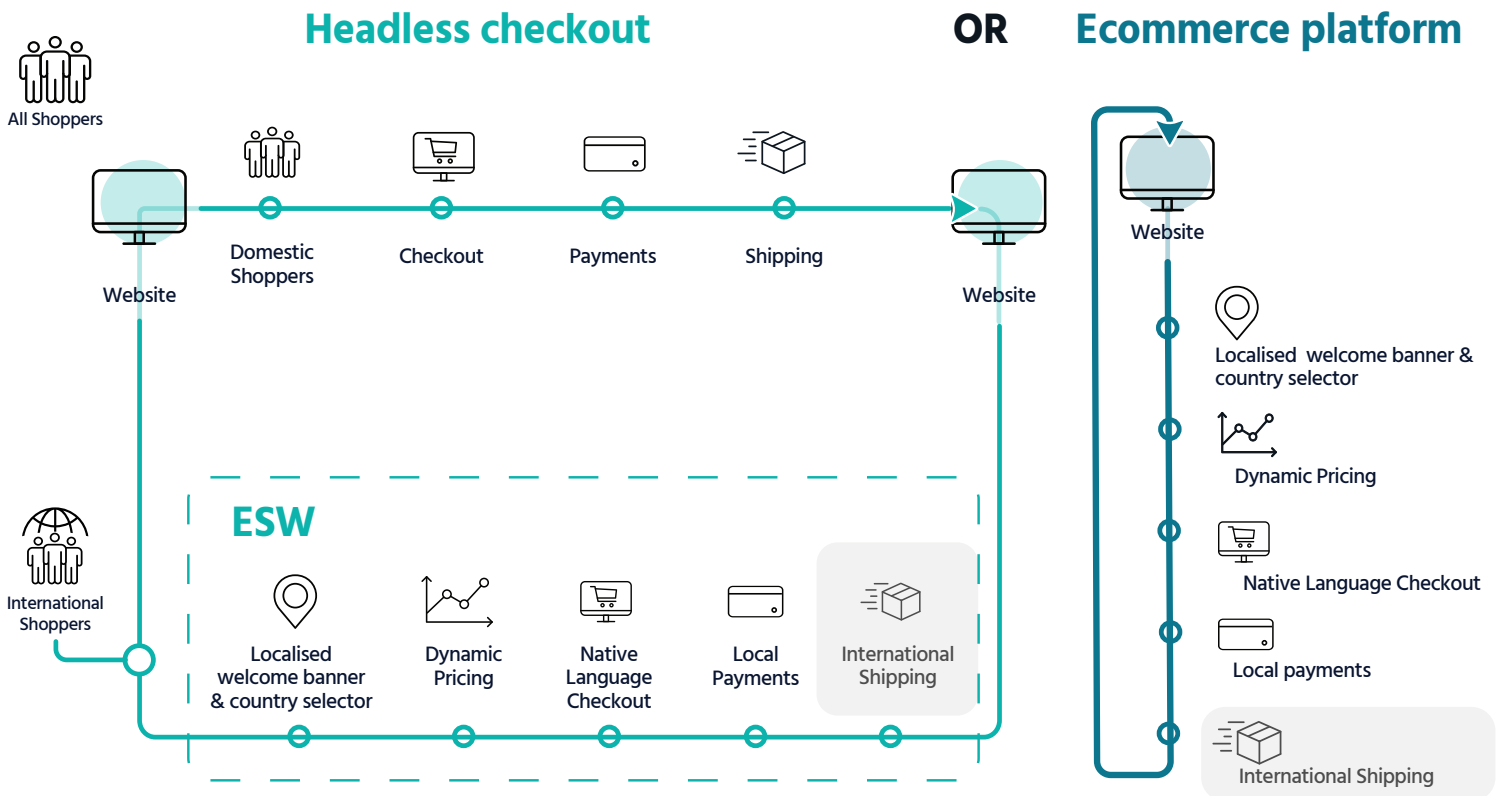 Headless checkout
OR
Ecommerce platform
All Shoppers
Domestic
Shoppers
Checkout
Payments
Shipping
Website
Website
ESW
International
Shoppers
Localised
welcome banner
& country selector
Dynamic
Pricing
Native
Language
Checkout
Local
Payments
International
Shipping
Website
Localised  welcome banner &
country selector
Dynamic Pricing
Native Language Checkout
Local payments
International Shipping